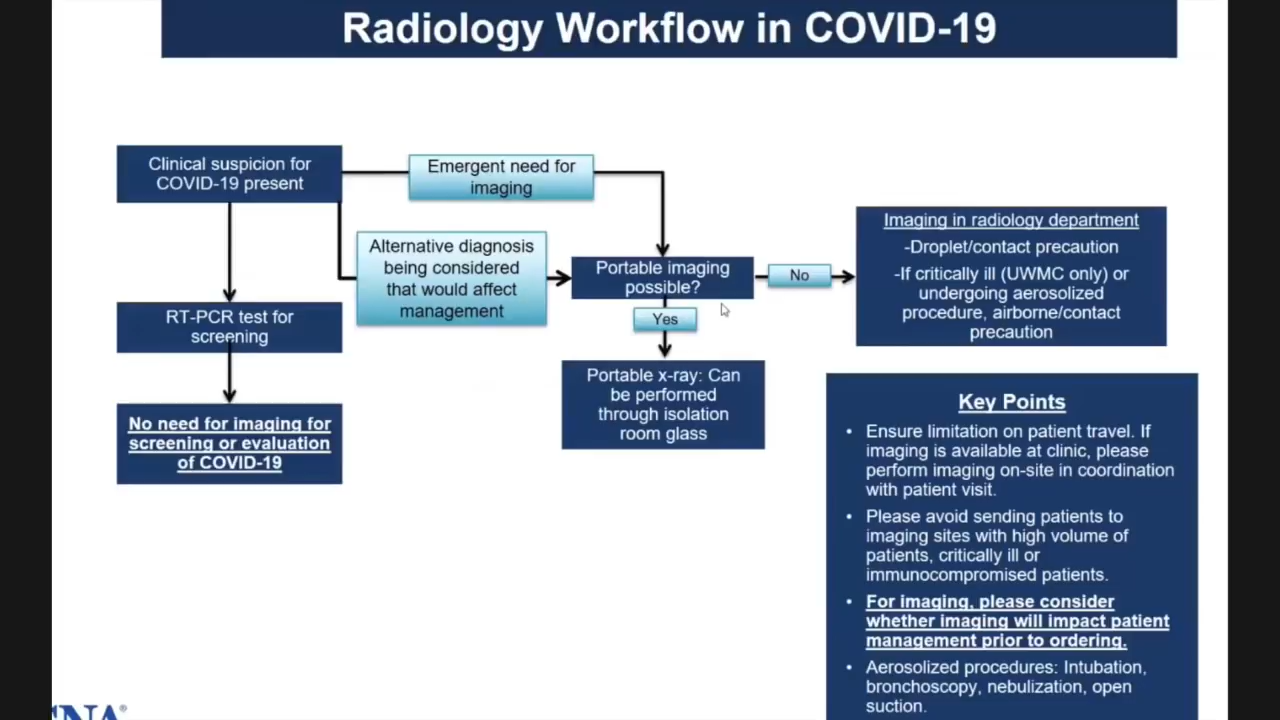 Radiology Workflow in COVID-19
Clinical suspicion for
COVID-19 present
Emergent need for
imaging
Alternative diagnosis
being considered
that would affect
management
Portable imaging
possible?
No
Imaging in radiology department
-Droplet/contact precaution
-If critically ill (UWMC only) or
undergoing aerosolized
procedure, airborne/contact
precaution
RT-PCR test for
screening
Yes
Portable x-ray: Can
be performed
through isolation
room glass
No need for imaging for
screening or evaluation
of COVID-19
Key Points
• Ensure limitation on patient travel. If
imaging is available at clinic, please
perform imaging on-site in coordination
with patient visit.
• Please avoid sending patients to
imaging sites with high volume of
patients, critically ill or
immunocompromised patients.
• For imaging, please consider
whether imaging will impact patient
management prior to ordering.
• Aerosolized procedures: Intubation,
bronchoscopy, nebulization, open
suction.